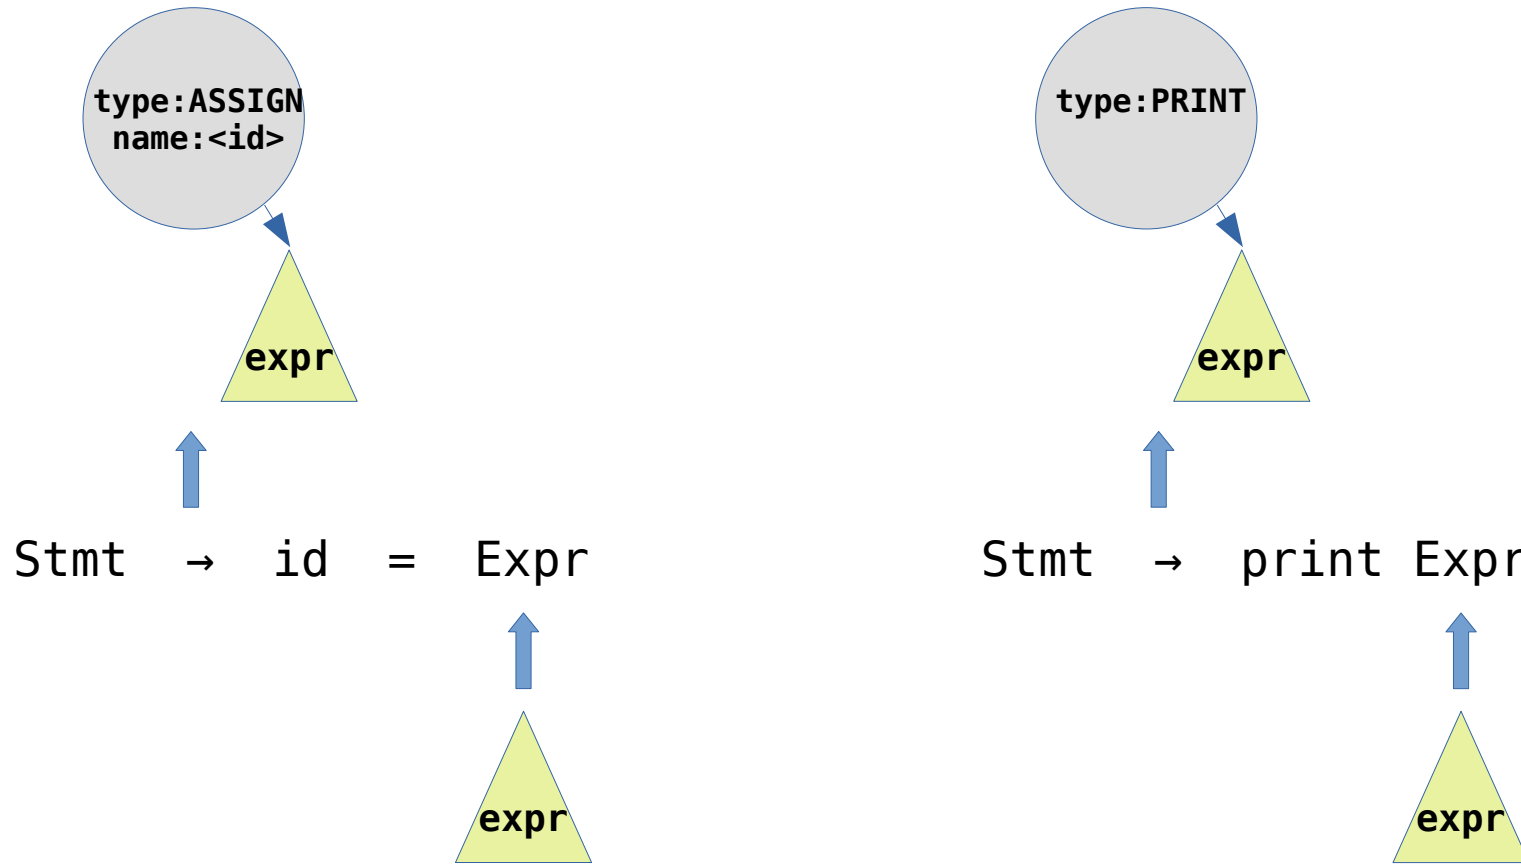 type:ASSIGN
name:<id>
expr
Stmt → id = Expr
expr
type:PRINT
expr
Stmt → print Expr
expr